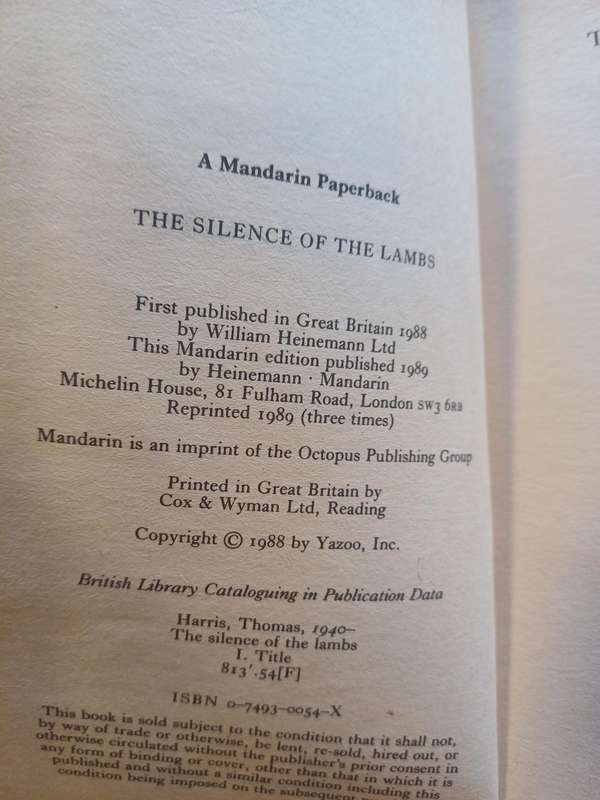 A Mandarin Paperback
THE SILENCE OF THE LAMBS
First published in Great Britain 1988
by William Heinemann Ltd
This Mandarin edition published 1989
by Heinemann · Mandarin
Michelin House, 81 Fulham Road, London SW3 6RB
Reprinted 1989 (three times)
Mandarin is an imprint of the Octopus Publishing Group
Printed in Great Britain by
Cox & Wyman Ltd, Reading
Copyright © 1988 by Yazoo, Inc.
British Library Cataloguing in Publication Data
Harris, Thomas, 1940–
The silence of the lambs
I. Title
813'.54[F]
ISBN 0–7493–0054–X
This book is sold subject to the condition that it shall not,
by way of trade or otherwise, be lent, re-sold, hired out, or
otherwise circulated without the publisher's prior consent in
any form of binding or cover, other than that in which it is
published and without a similar condition including this
condition being imposed on the subsequent